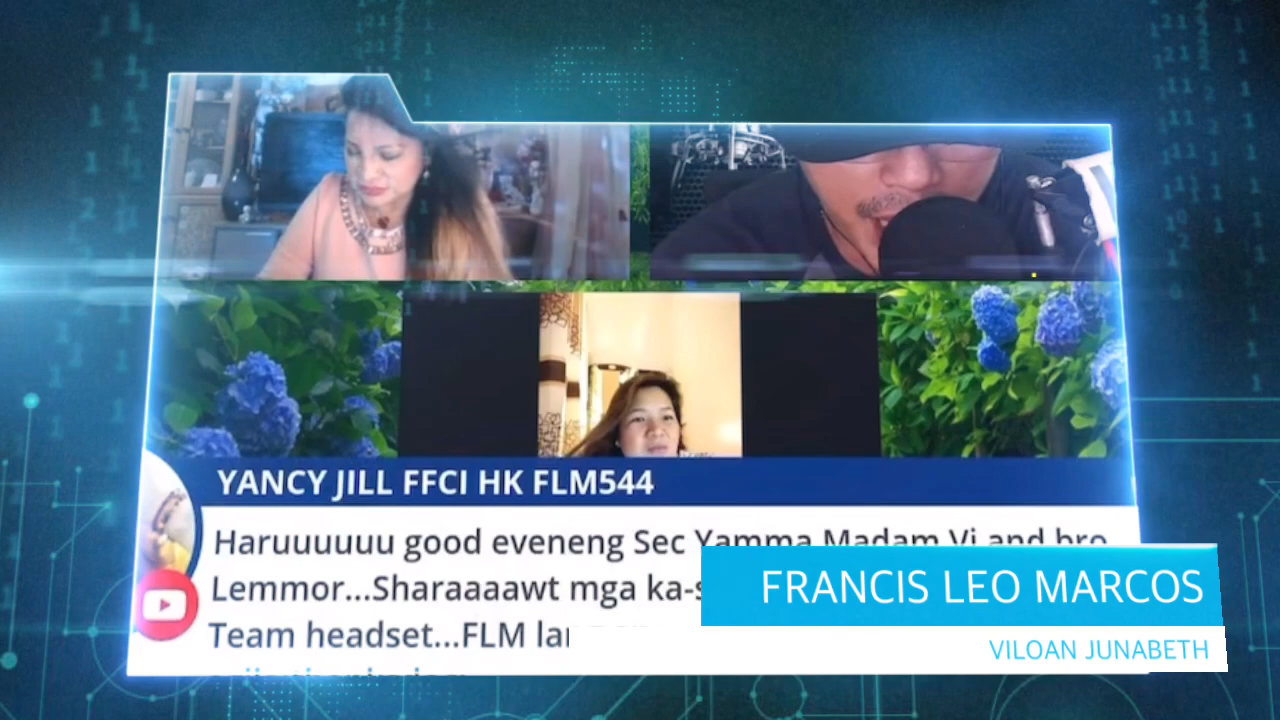 YANCY JILL FFCI HK FLM544
Haruuuuuu good eveneng Sec Yamma Madam Vi and bro
Lemmor...Sharaaaawt mga ka-s
Team headset...FLM lan
FRANCIS LEO MARCOS
VILOAN JUNABETH